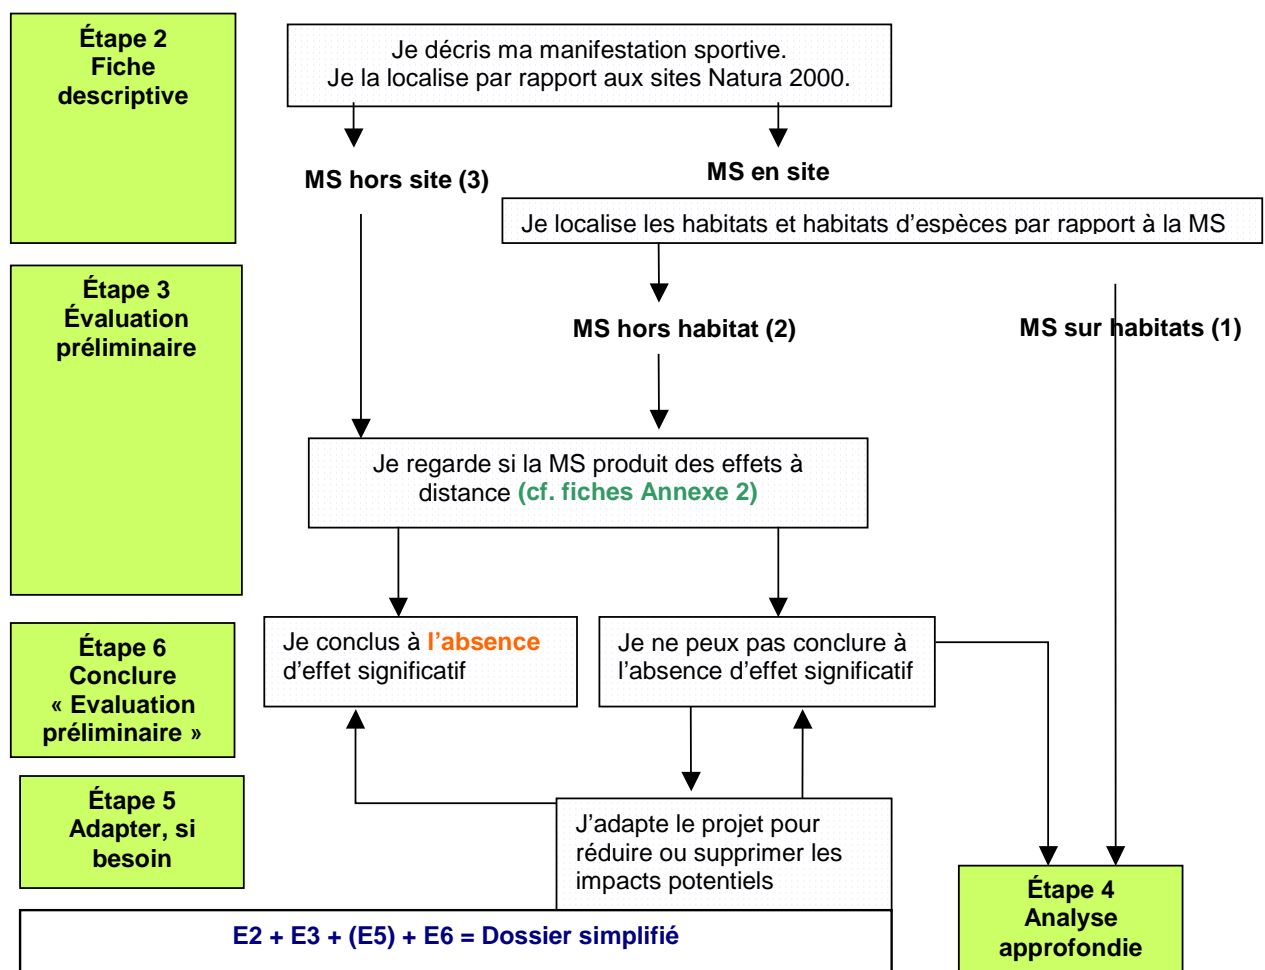 Étape 2
Fiche
descriptive
Je décris ma manifestation sportive.
Je la localise par rapport aux sites Natura 2000.
MS hors site (3)
MS en site
Je localise les habitats et habitats d'espèces par rapport à la MS
Étape 3
Évaluation
préliminaire
MS hors habitat (2)
MS sur habitats (1)
Je regarde si la MS produit des effets à
distance (cf. fiches Annexe 2)
Étape 6
Conclure
« Evaluation
préliminaire »
Je conclus à l’absence
d’effet significatif
Je ne peux pas conclure à
l’absence d’effet significatif
Étape 5
Adapter, si
besoin
J’adapte le projet pour
réduire ou supprimer les
impacts potentiels
Étape 4
Analyse
approfondie
E2 + E3 + (E5) + E6 = Dossier simplifié